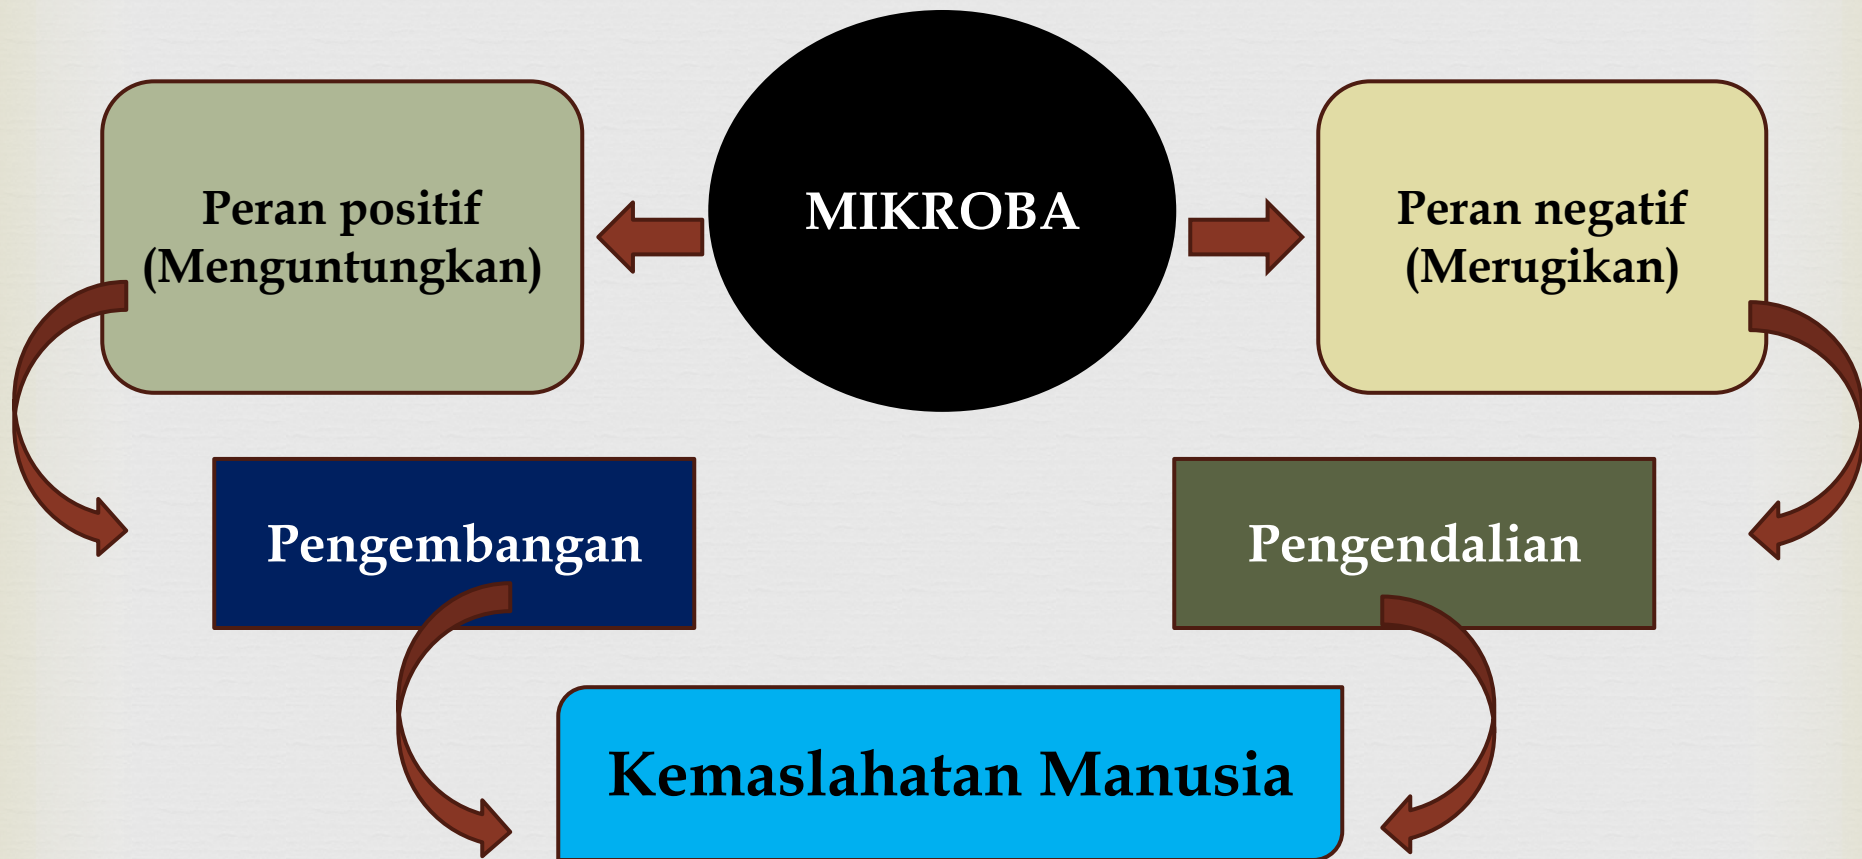 MIKROBA
Peran positif
(Menguntungkan)
Peran negatif
(Merugikan)
Pengembangan
Pengendalian
Kemaslahatan Manusia